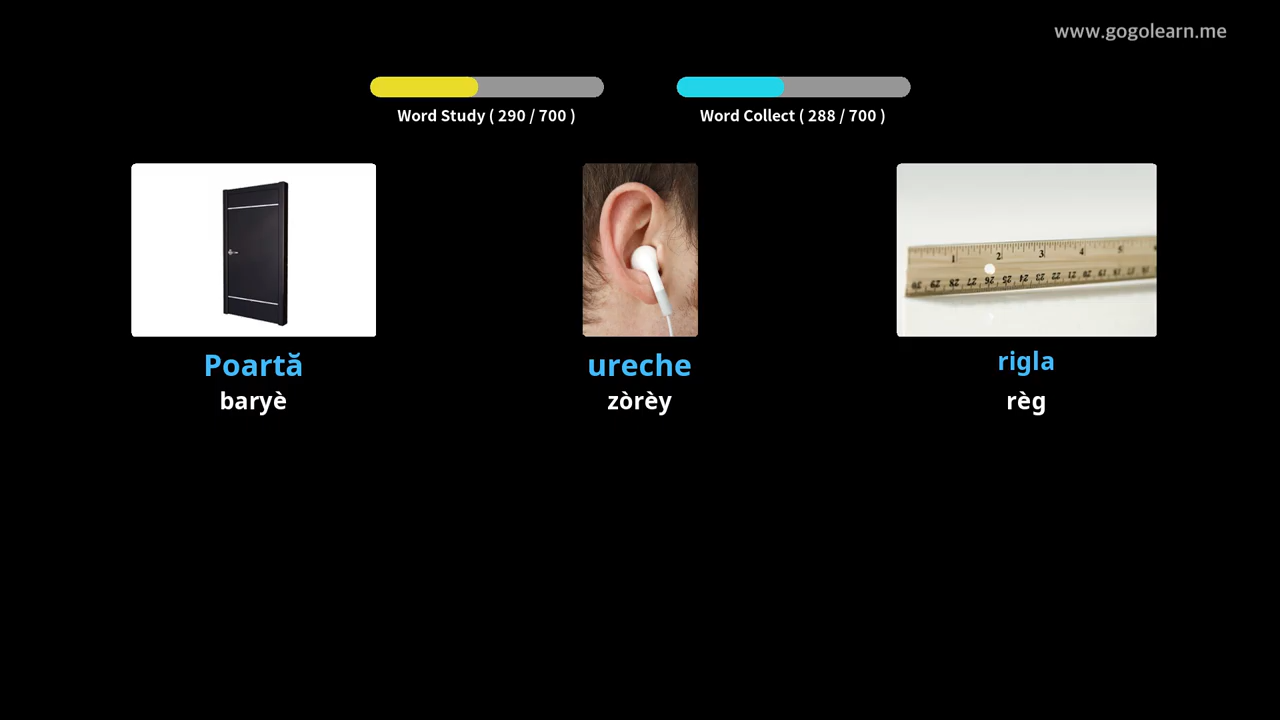 www.gogolearn.me
Word Study ( 290 / 700 )
Word Collect ( 288 / 700 )
Poartă
ureche
rigla
baryè
zòrèy
règ